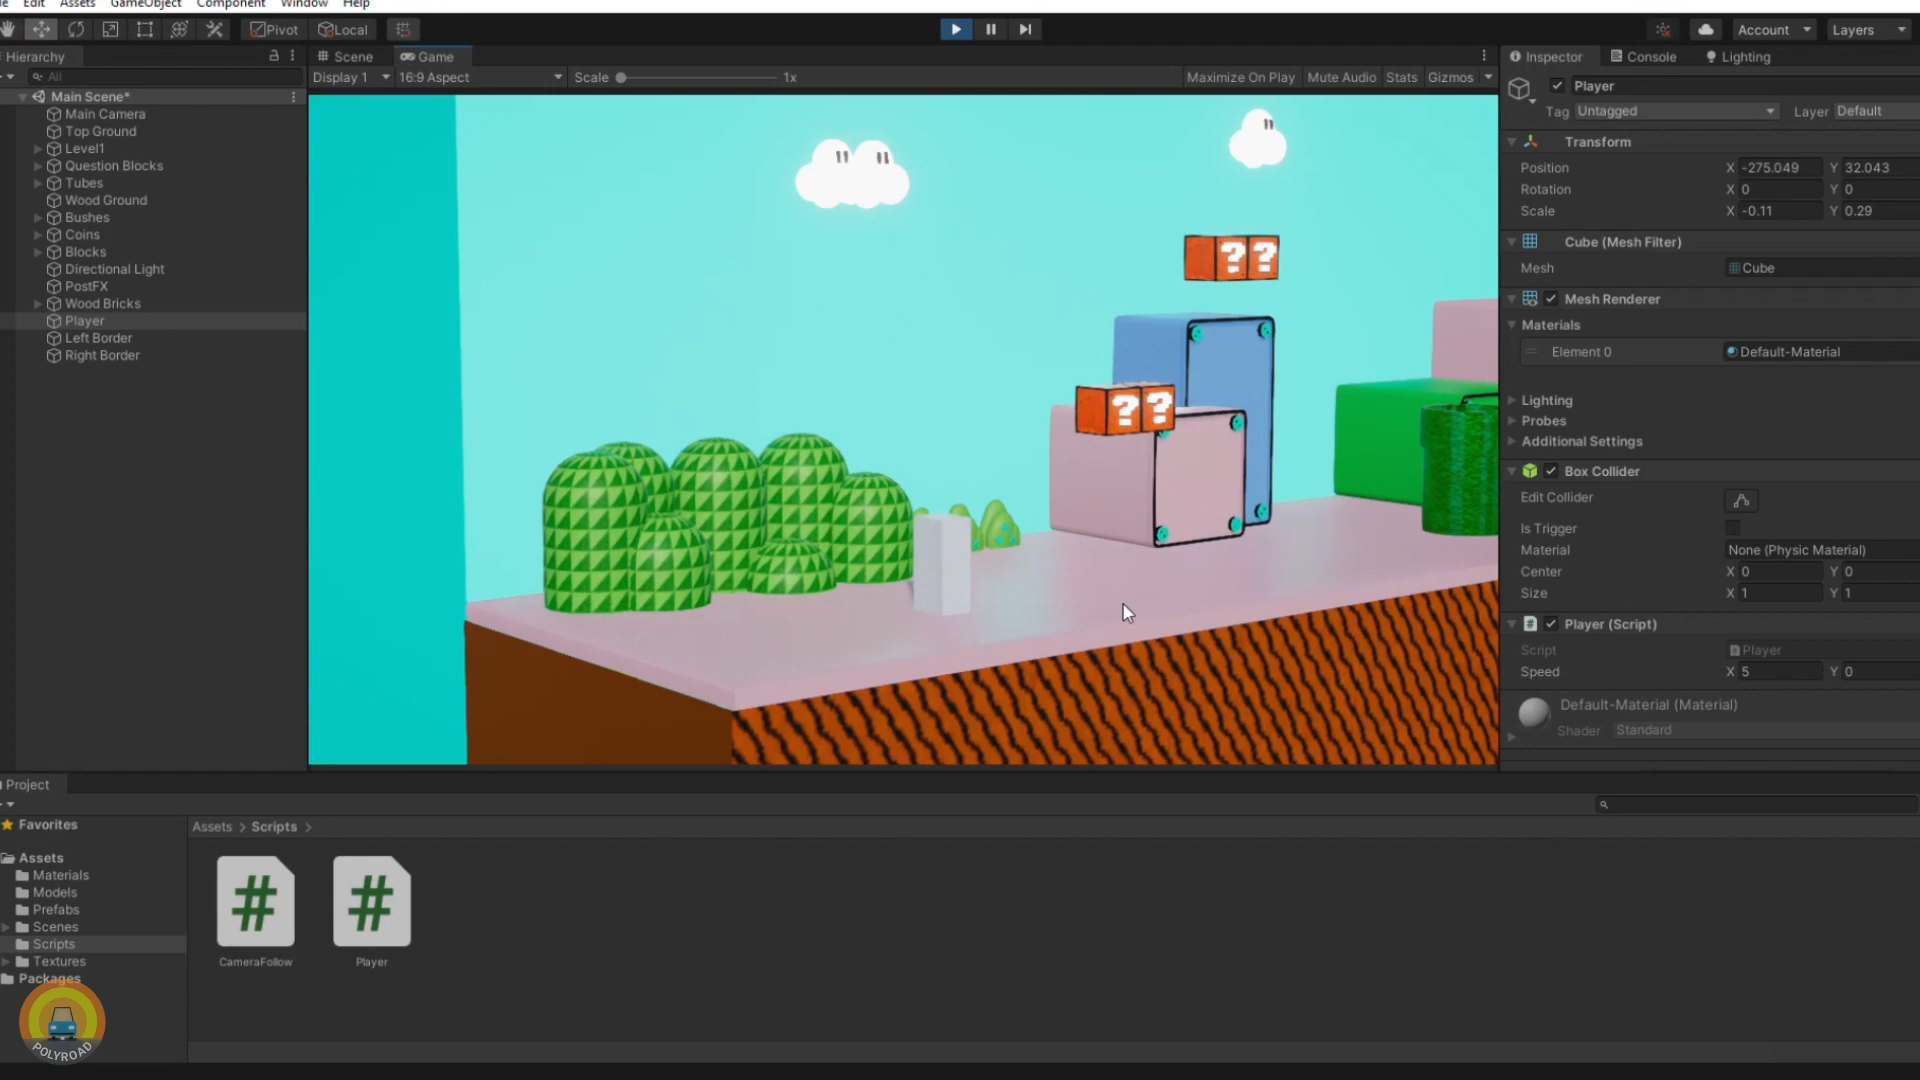 Edit Assets GameObject Component Window Help
Pivot Local Account Layers
Hierarchy
All
Main Scene*
Main Camera
Top Ground
Level1
Question Blocks
Tubes
Wood Ground
Bushes
Coins
Blocks
Directional Light
PostFX
Wood Bricks
Player
Left Border
Right Border
Scene Game
Display 1 16:9 Aspect Scale 1x Maximize On Play Mute Audio Stats Gizmos
? ?
? ?
Inspector Console Lighting
Player
Tag Untagged Layer Default
Transform
Position X -275.049 Y 32.043
Rotation X 0 Y 0
Scale X -0.11 Y 0.29
Cube (Mesh Filter)
Mesh Cube
Mesh Renderer
Materials
Element 0 Default-Material
Lighting
Probes
Additional Settings
Box Collider
Edit Collider
Is Trigger
Material None (Physic Material)
Center X 0 Y 0
Size X 1 Y 1
# Player (Script)
Script Player
Speed X 5 Y 0
Default-Material (Material)
Shader Standard
Project
Favorites
Assets
Materials
Models
Prefabs
Scenes
Scripts
Textures
Packages
Assets > Scripts >
# #
CameraFollow Player
POLYROAD